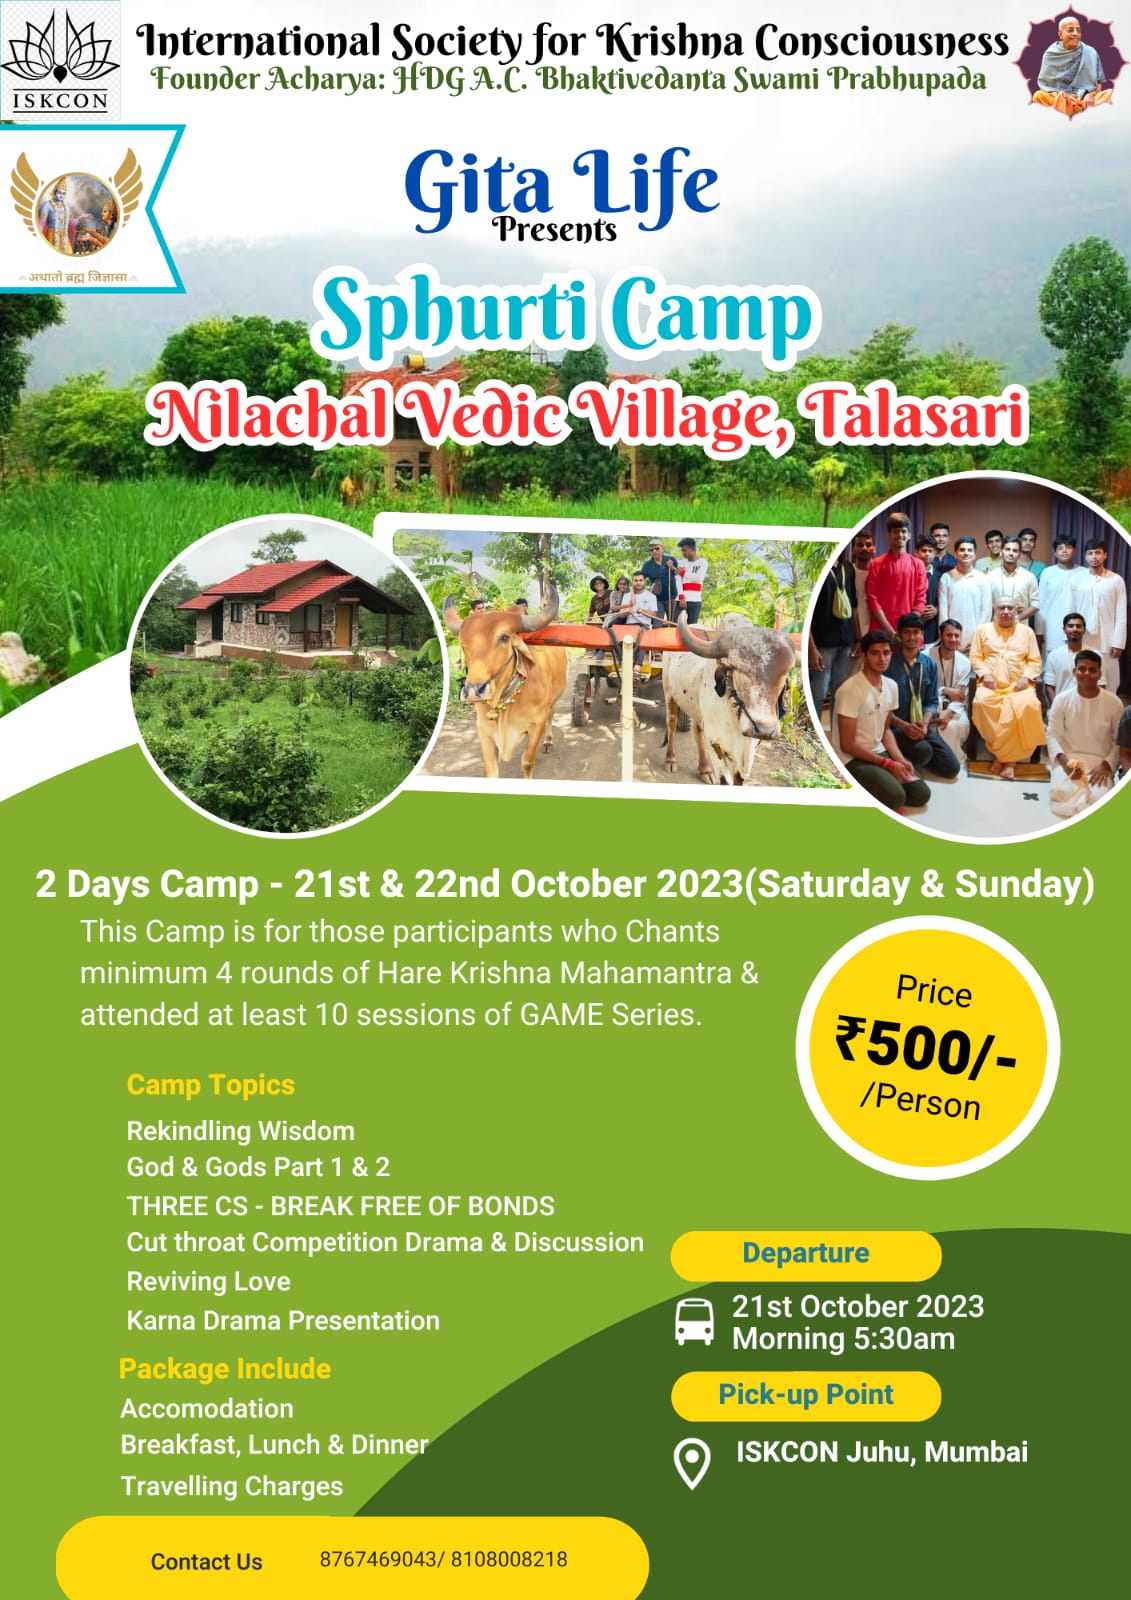 ISKCON
International Society for Krishna Consciousness
Founder Acharya: HDG A.C. Bhaktivedanta Swami Prabhupada
अथातो ब्रह्म जिज्ञासा
Gita Life
Presents
Sphurti Camp
Nilachal Vedic Village, Talasari
2 Days Camp - 21st & 22nd October 2023(Saturday & Sunday)
This Camp is for those participants who Chants
minimum 4 rounds of Hare Krishna Mahamantra &
attended at least 10 sessions of GAME Series.
Price
₹500/-
/Person
Camp Topics
Rekindling Wisdom
God & Gods Part 1 & 2
THREE CS - BREAK FREE OF BONDS
Cut throat Competition Drama & Discussion
Reviving Love
Karna Drama Presentation
Package Include
Accomodation
Breakfast, Lunch & Dinner
Travelling Charges
Departure
21st October 2023
Morning 5:30am
Pick-up Point
ISKCON Juhu, Mumbai
Contact Us 8767469043/ 8108008218